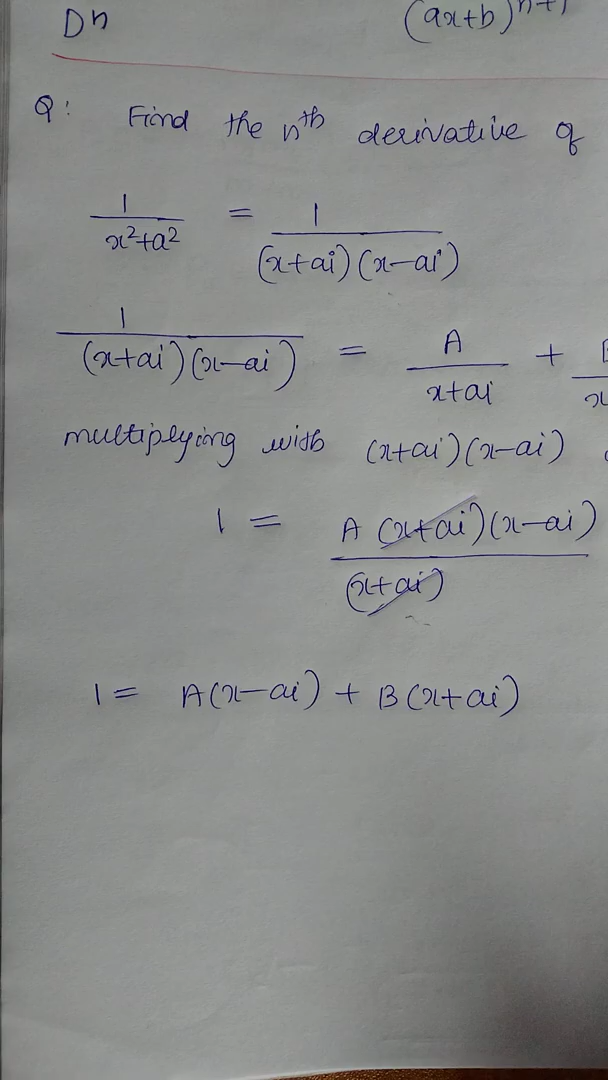 Dⁿ (ax+b)ⁿ⁺¹
Q: Find the nᵗʰ derivative of
1/(x²+a²) = 1/((x+ai)(x-ai))
1/((x+ai)(x-ai)) = A/(x+ai) +
multiplying with (x+ai)(x-ai)
1 = A(x+ai)(x-ai)/(x+ai)
1 = A(x-ai) + B(x+ai)